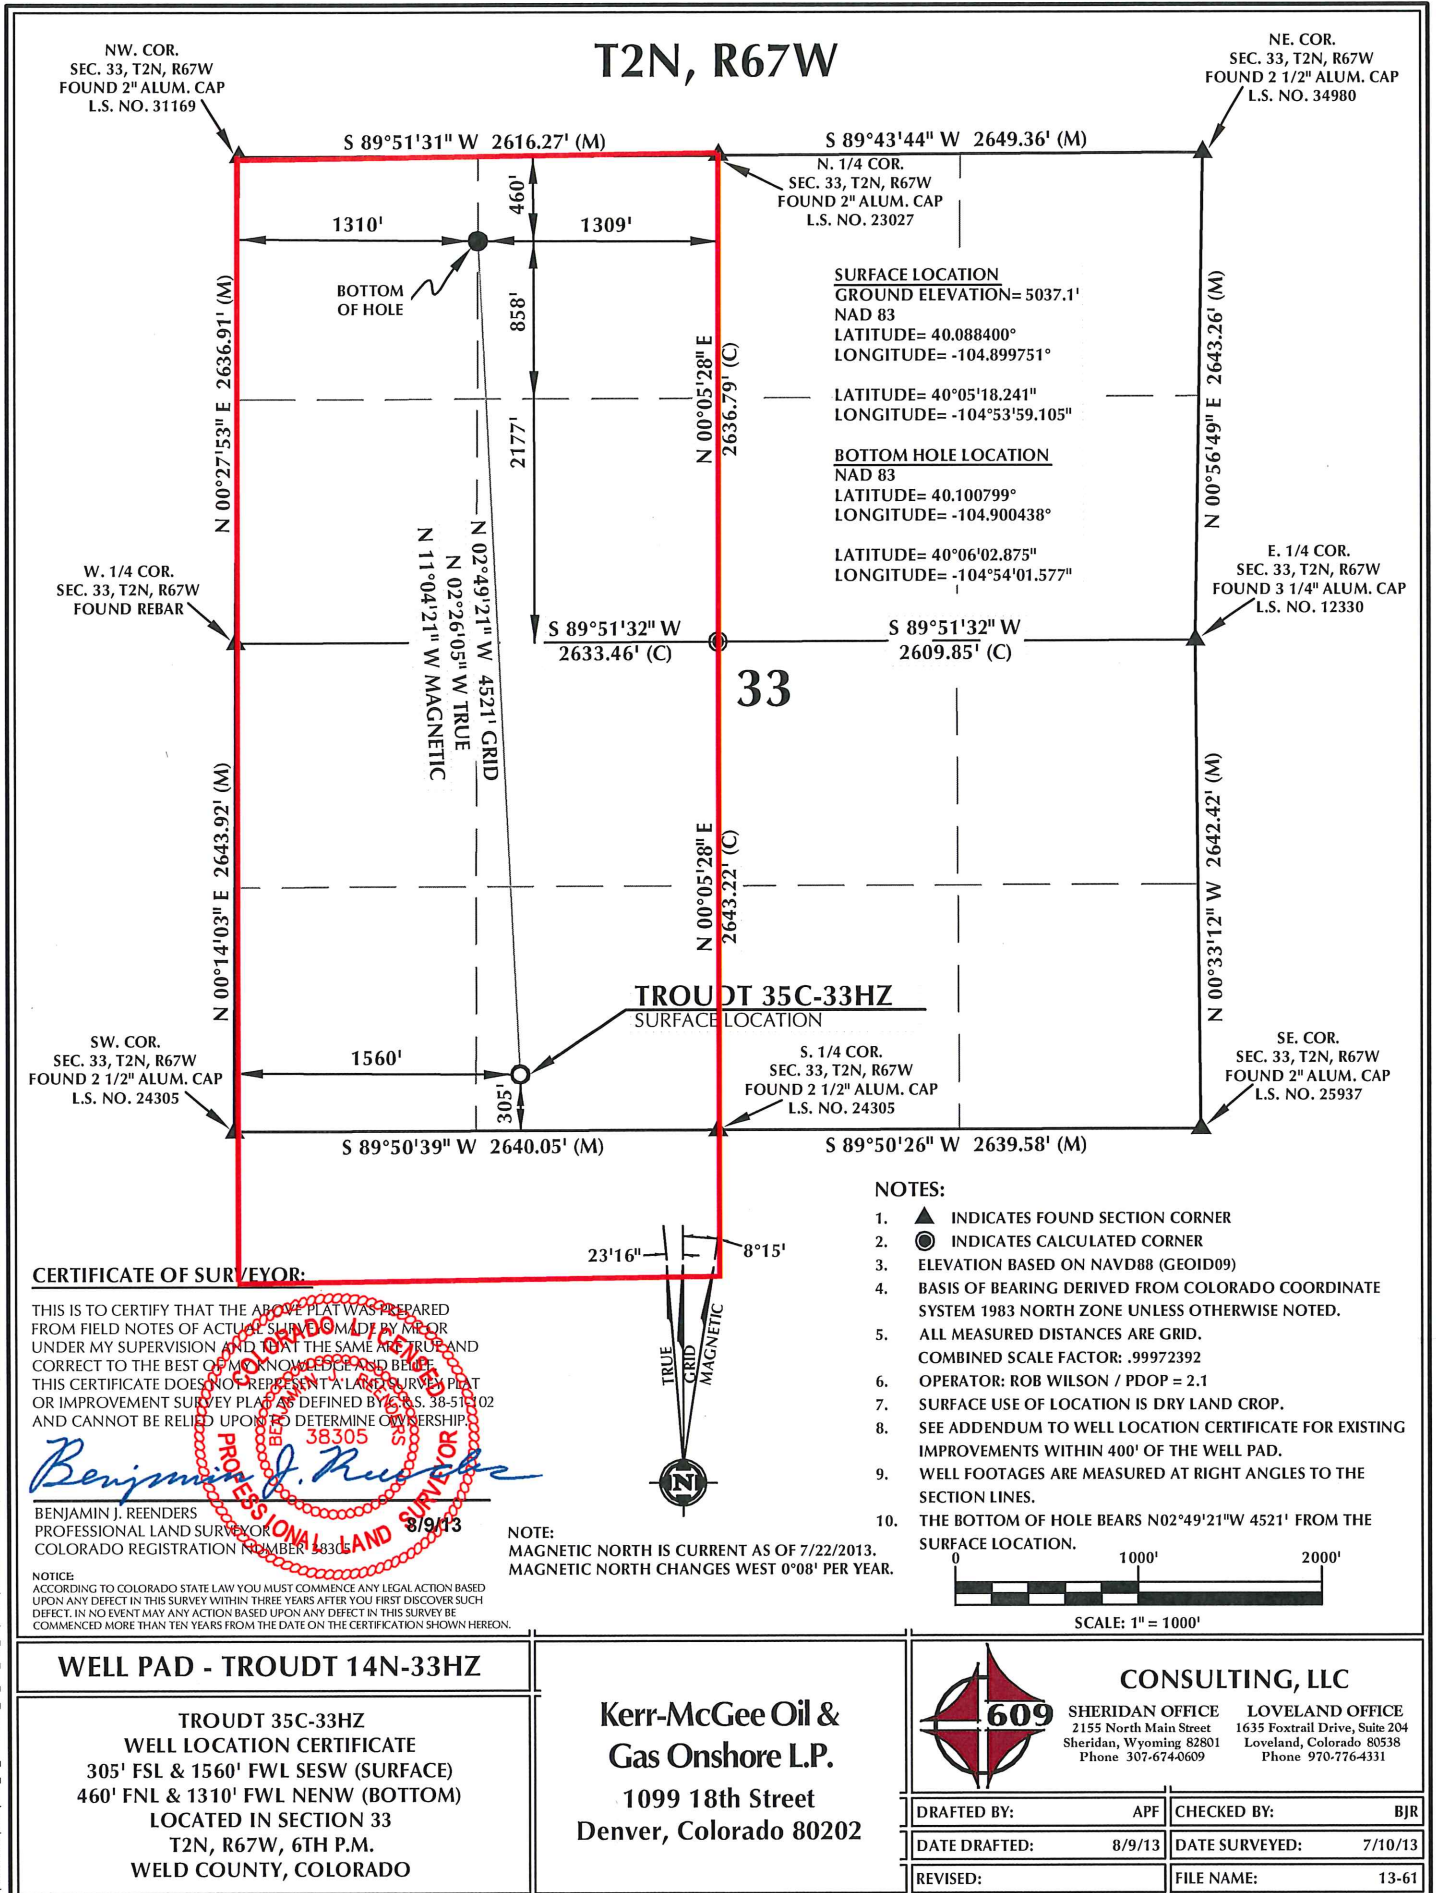 T2N, R67W
NW. COR.
SEC. 33, T2N, R67W
FOUND 2" ALUM. CAP
L.S. NO. 31169
NE. COR.
SEC. 33, T2N, R67W
FOUND 2 1/2" ALUM. CAP
L.S. NO. 34980
S 89°51'31" W 2616.27' (M)
S 89°43'44" W 2649.36' (M)
N. 1/4 COR.
SEC. 33, T2N, R67W
FOUND 2" ALUM. CAP
L.S. NO. 23027
460'
1310'
1309'
BOTTOM
OF HOLE
858'
2177'
N 00°27'53" E 2636.91' (M)
N 00°05'28" E
2636.79' (C)
SURFACE LOCATION
GROUND ELEVATION= 5037.1'
NAD 83
LATITUDE= 40.088400°
LONGITUDE= -104.899751°
LATITUDE= 40°05'18.241"
LONGITUDE= -104°53'59.105"
BOTTOM HOLE LOCATION
NAD 83
LATITUDE= 40.100799°
LONGITUDE= -104.900438°
LATITUDE= 40°06'02.875"
LONGITUDE= -104°54'01.577"
N 00°56'49" E 2643.26' (M)
W. 1/4 COR.
SEC. 33, T2N, R67W
FOUND REBAR
E. 1/4 COR.
SEC. 33, T2N, R67W
FOUND 3 1/4" ALUM. CAP
L.S. NO. 12330
N 02°49'21" W 4521' GRID
N 02°26'05" W TRUE
N 11°04'21" W MAGNETIC
S 89°51'32" W
2633.46' (C)
S 89°51'32" W
2609.85' (C)
33
N 00°14'03" E 2643.92' (M)
N 00°05'28" E
2643.22' (C)
N 00°33'12" W 2642.42' (M)
TROUDT 35C-33HZ
SURFACE LOCATION
SW. COR.
SEC. 33, T2N, R67W
FOUND 2 1/2" ALUM. CAP
L.S. NO. 24305
1560'
305'
S. 1/4 COR.
SEC. 33, T2N, R67W
FOUND 2 1/2" ALUM. CAP
L.S. NO. 24305
SE. COR.
SEC. 33, T2N, R67W
FOUND 2" ALUM. CAP
L.S. NO. 25937
S 89°50'39" W 2640.05' (M)
S 89°50'26" W 2639.58' (M)
23'16"
8°15'
TRUE
GRID
MAGNETIC
N
NOTES:
1. INDICATES FOUND SECTION CORNER
2. INDICATES CALCULATED CORNER
3. ELEVATION BASED ON NAVD88 (GEOID09)
4. BASIS OF BEARING DERIVED FROM COLORADO COORDINATE
SYSTEM 1983 NORTH ZONE UNLESS OTHERWISE NOTED.
5. ALL MEASURED DISTANCES ARE GRID.
COMBINED SCALE FACTOR: .99972392
6. OPERATOR: ROB WILSON / PDOP = 2.1
7. SURFACE USE OF LOCATION IS DRY LAND CROP.
8. SEE ADDENDUM TO WELL LOCATION CERTIFICATE FOR EXISTING
IMPROVEMENTS WITHIN 400' OF THE WELL PAD.
9. WELL FOOTAGES ARE MEASURED AT RIGHT ANGLES TO THE
SECTION LINES.
10. THE BOTTOM OF HOLE BEARS N02°49'21"W 4521' FROM THE
SURFACE LOCATION.
0 1000' 2000'
SCALE: 1" = 1000'
CERTIFICATE OF SURVEYOR:
THIS IS TO CERTIFY THAT THE ABOVE PLAT WAS PREPARED
FROM FIELD NOTES OF ACTUAL SURVEYS MADE BY ME OR
UNDER MY SUPERVISION AND THAT THE SAME ARE TRUE AND
CORRECT TO THE BEST OF MY KNOWLEDGE AND BELIEF.
THIS CERTIFICATE DOES NOT REPRESENT A LAND SURVEY PLAT
OR IMPROVEMENT SURVEY PLAT AS DEFINED BY C.R.S. 38-51-102
AND CANNOT BE RELIED UPON TO DETERMINE OWNERSHIP.
COLORADO LICENSED
BENJAMIN J. REENDERS
38305
PROFESSIONAL LAND SURVEYOR
Benjamin J. Reenders
8/9/13
BENJAMIN J. REENDERS
PROFESSIONAL LAND SURVEYOR
COLORADO REGISTRATION NUMBER 38305
NOTICE:
ACCORDING TO COLORADO STATE LAW YOU MUST COMMENCE ANY LEGAL ACTION BASED
UPON ANY DEFECT IN THIS SURVEY WITHIN THREE YEARS AFTER YOU FIRST DISCOVER SUCH
DEFECT. IN NO EVENT MAY ANY ACTION BASED UPON ANY DEFECT IN THIS SURVEY BE
COMMENCED MORE THAN TEN YEARS FROM THE DATE ON THE CERTIFICATION SHOWN HEREON.
NOTE:
MAGNETIC NORTH IS CURRENT AS OF 7/22/2013.
MAGNETIC NORTH CHANGES WEST 0°08' PER YEAR.
WELL PAD - TROUDT 14N-33HZ
TROUDT 35C-33HZ
WELL LOCATION CERTIFICATE
305' FSL & 1560' FWL SESW (SURFACE)
460' FNL & 1310' FWL NENW (BOTTOM)
LOCATED IN SECTION 33
T2N, R67W, 6TH P.M.
WELD COUNTY, COLORADO
Kerr-McGee Oil &
Gas Onshore L.P.
1099 18th Street
Denver, Colorado 80202
609
CONSULTING, LLC
SHERIDAN OFFICE
2155 North Main Street
Sheridan, Wyoming 82801
Phone 307-674-0609
LOVELAND OFFICE
1635 Foxtrail Drive, Suite 204
Loveland, Colorado 80538
Phone 970-776-4331
DRAFTED BY: APF
CHECKED BY: BJR
DATE DRAFTED: 8/9/13
DATE SURVEYED: 7/10/13
REVISED:
FILE NAME: 13-61